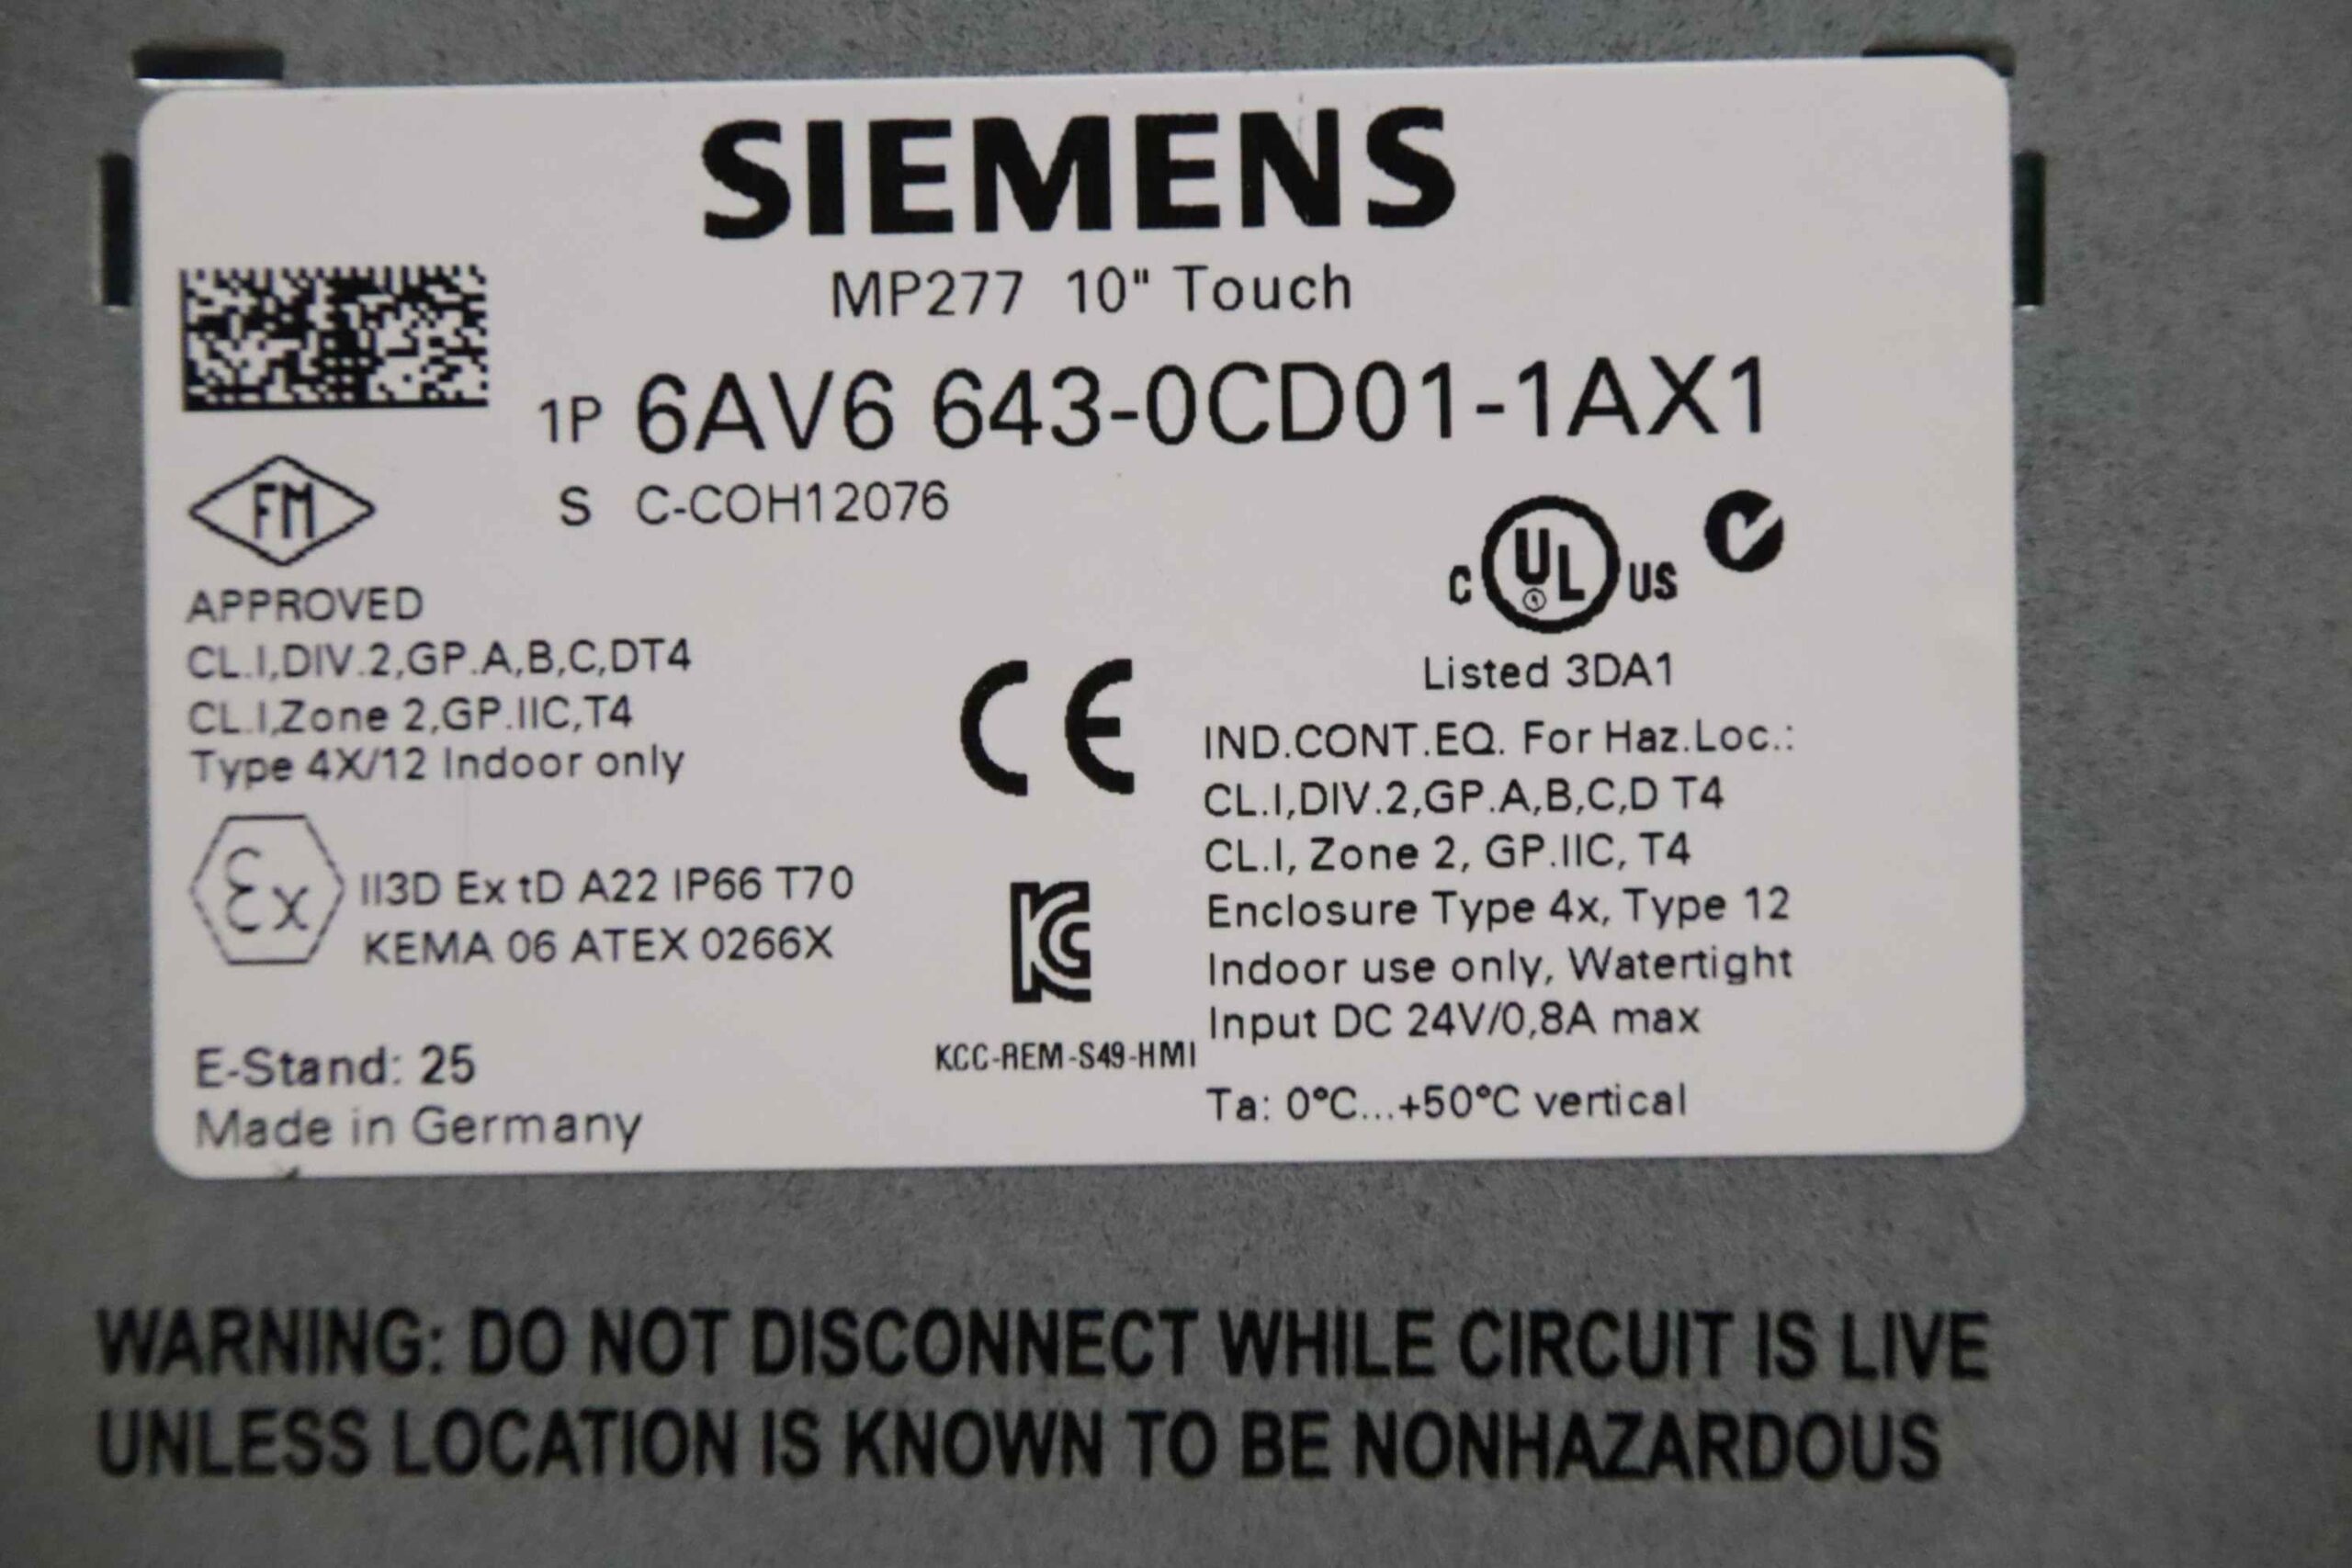 SIEMENS
MP277 10" Touch
1P 6AV6 643-0CD01-1AX1
S C-COH12076
FM
APPROVED
CL.I,DIV.2,GP.A,B,C,DT4
CL.I,Zone 2,GP.IIC,T4
Type 4X/12 Indoor only
Ex II3D Ex tD A22 IP66 T70
KEMA 06 ATEX 0266X
E-Stand: 25
Made in Germany
CE
KC
KCC-REM-S49-HMI
C UL US
Listed 3DA1
IND.CONT.EQ. For Haz.Loc.:
CL.I,DIV.2,GP.A,B,C,D T4
CL.I, Zone 2, GP.IIC, T4
Enclosure Type 4x, Type 12
Indoor use only, Watertight
Input DC 24V/0,8A max
Ta: 0°C...+50°C vertical
WARNING: DO NOT DISCONNECT WHILE CIRCUIT IS LIVE
UNLESS LOCATION IS KNOWN TO BE NONHAZARDOUS